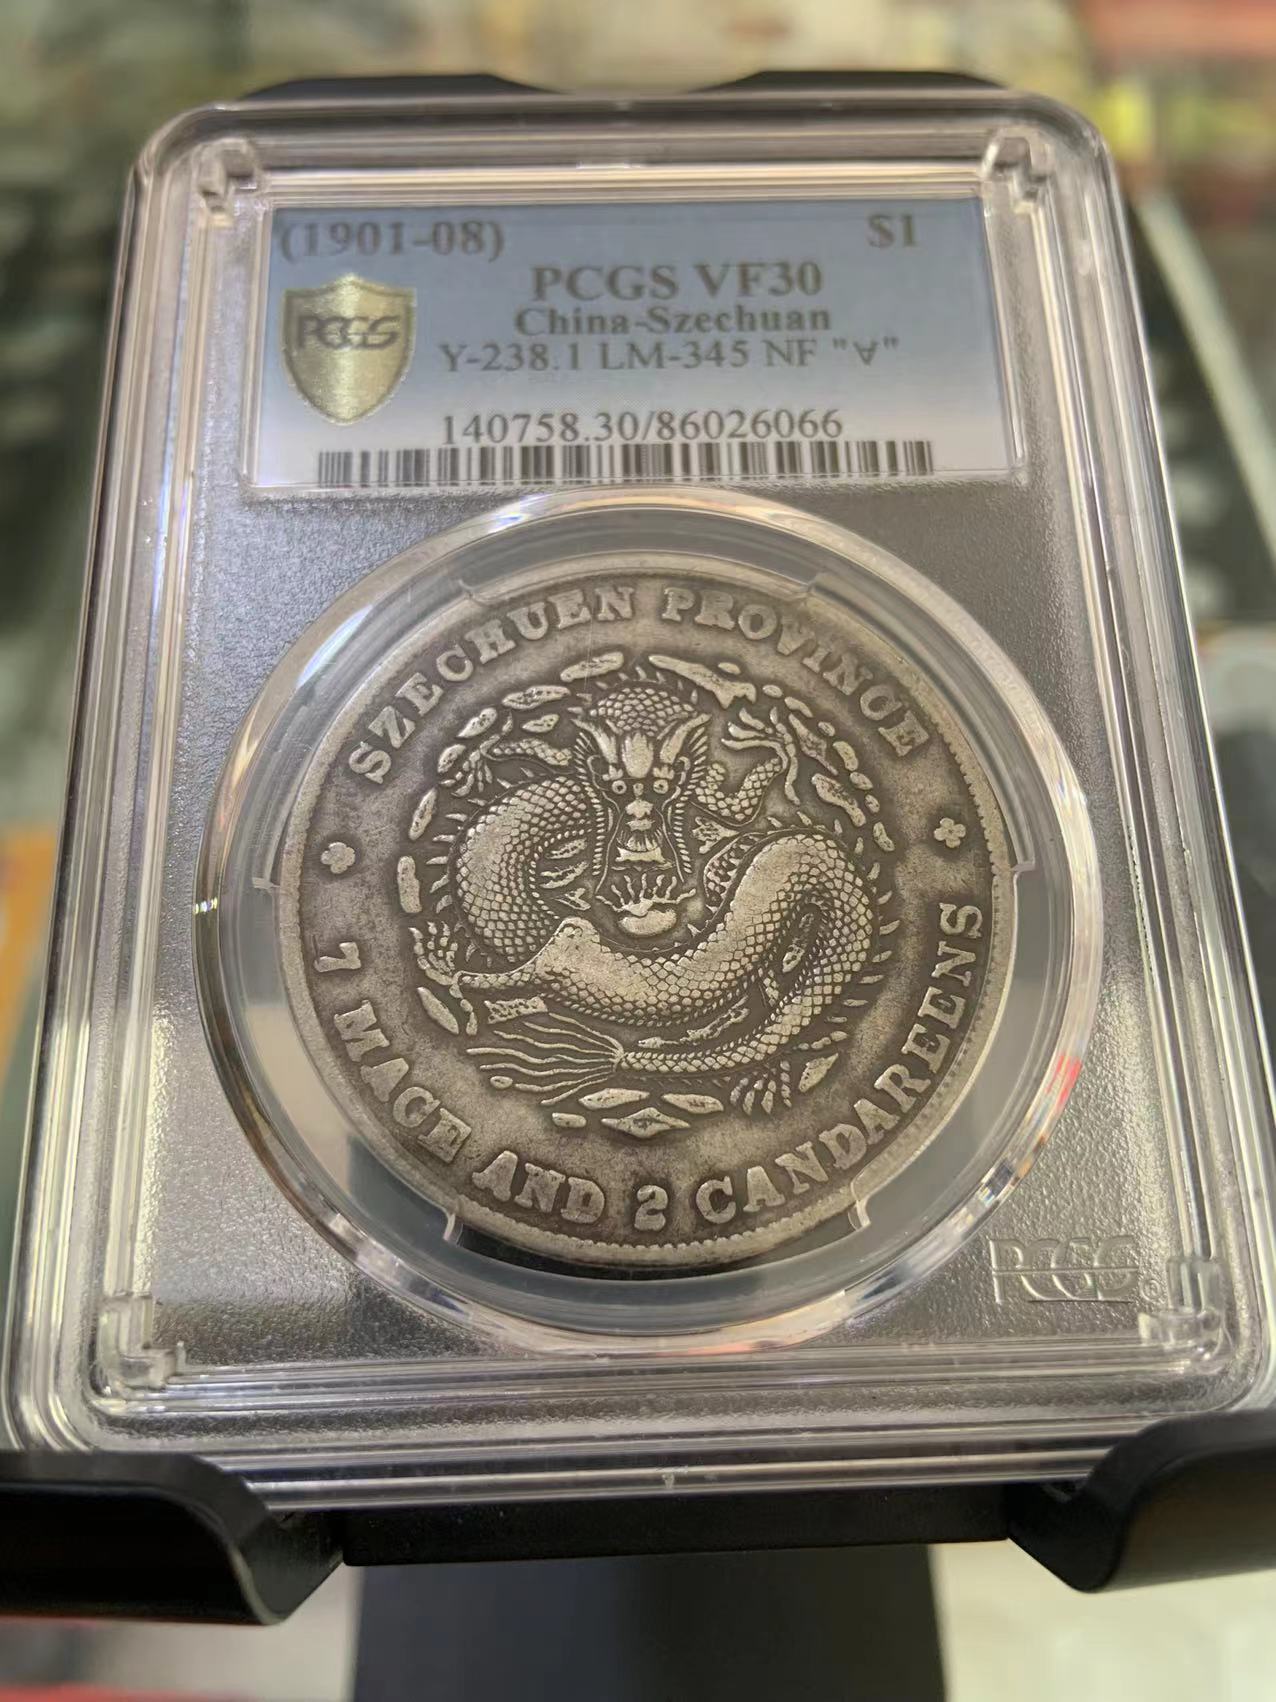 (1901-08) $1
PCGS VF30
China-Szechuan
PCGS
Y-238.1 LM-345 NF "∀"
140758.30/86026066
SZECHUEN PROVINCE
7 MACE AND 2 CANDAREENS
PCGS